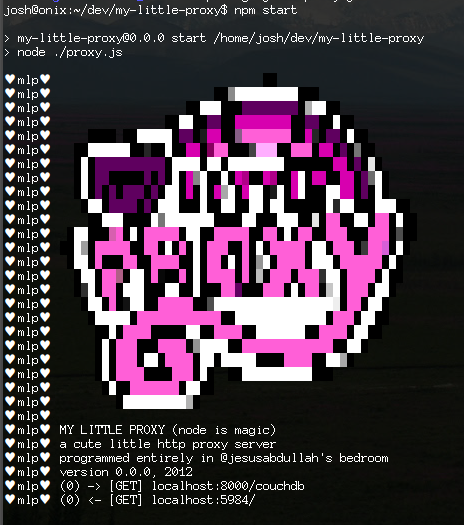 josh@onix:~/dev/my-little-proxy$ npm start
> my-little-proxy@0.0.0 start /home/josh/dev/my-little-proxy
> node ./proxy.js
♥mlp♥
♥mlp♥
♥mlp♥
♥mlp♥
♥mlp♥
♥mlp♥
♥mlp♥
♥mlp♥
♥mlp♥
♥mlp♥
♥mlp♥
♥mlp♥
♥mlp♥ proxy
♥mlp♥
♥mlp♥
♥mlp♥
♥mlp♥
♥mlp♥
♥mlp♥
♥mlp♥
♥mlp♥
♥mlp♥
♥mlp♥
♥mlp♥
♥mlp♥
♥mlp♥ MY LITTLE PROXY (node is magic)
♥mlp♥ a cute little http proxy server
♥mlp♥ programmed entirely in @jesusabdullah's bedroom
♥mlp♥ version 0.0.0, 2012
♥mlp♥ (0) -> [GET] localhost:8000/couchdb
♥mlp♥ (0) <- [GET] localhost:5984/